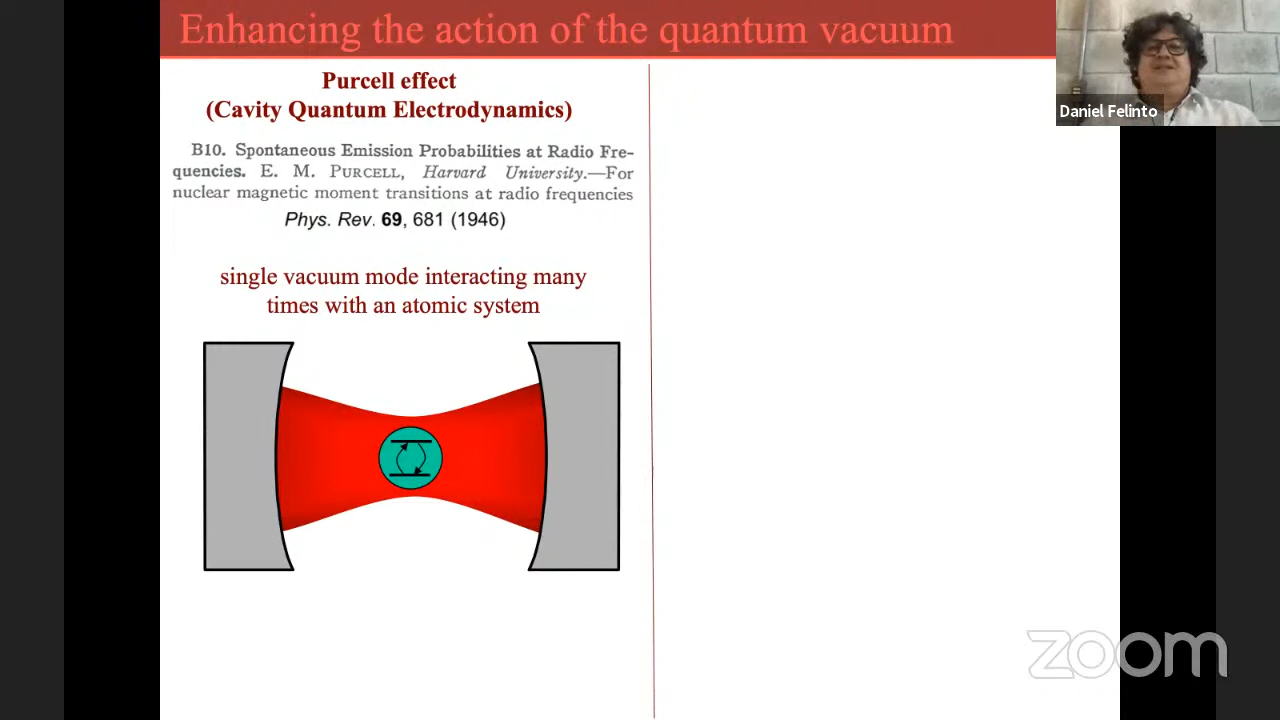 Enhancing the action of the quantum vacuum
Daniel Felinto
Purcell effect
(Cavity Quantum Electrodynamics)
B10. Spontaneous Emission Probabilities at Radio Fre-
quencies. E. M. PURCELL, Harvard University.—For
nuclear magnetic moment transitions at radio frequencies
Phys. Rev. 69, 681 (1946)
single vacuum mode interacting many
times with an atomic system
zoom